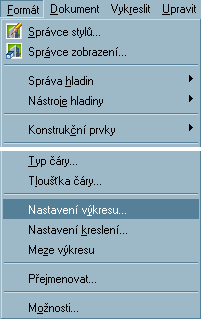 Formát Dokument Vykreslit Upravit
Správce stylů...
Správce zobrazení...
Správa hladin
Nástroje hladiny
Konstrukční prvky
Typ čáry...
Tloušťka čáry...
Nastavení výkresu...
Nastavení kreslení...
Meze výkresu
Přejmenovat...
Možnosti...